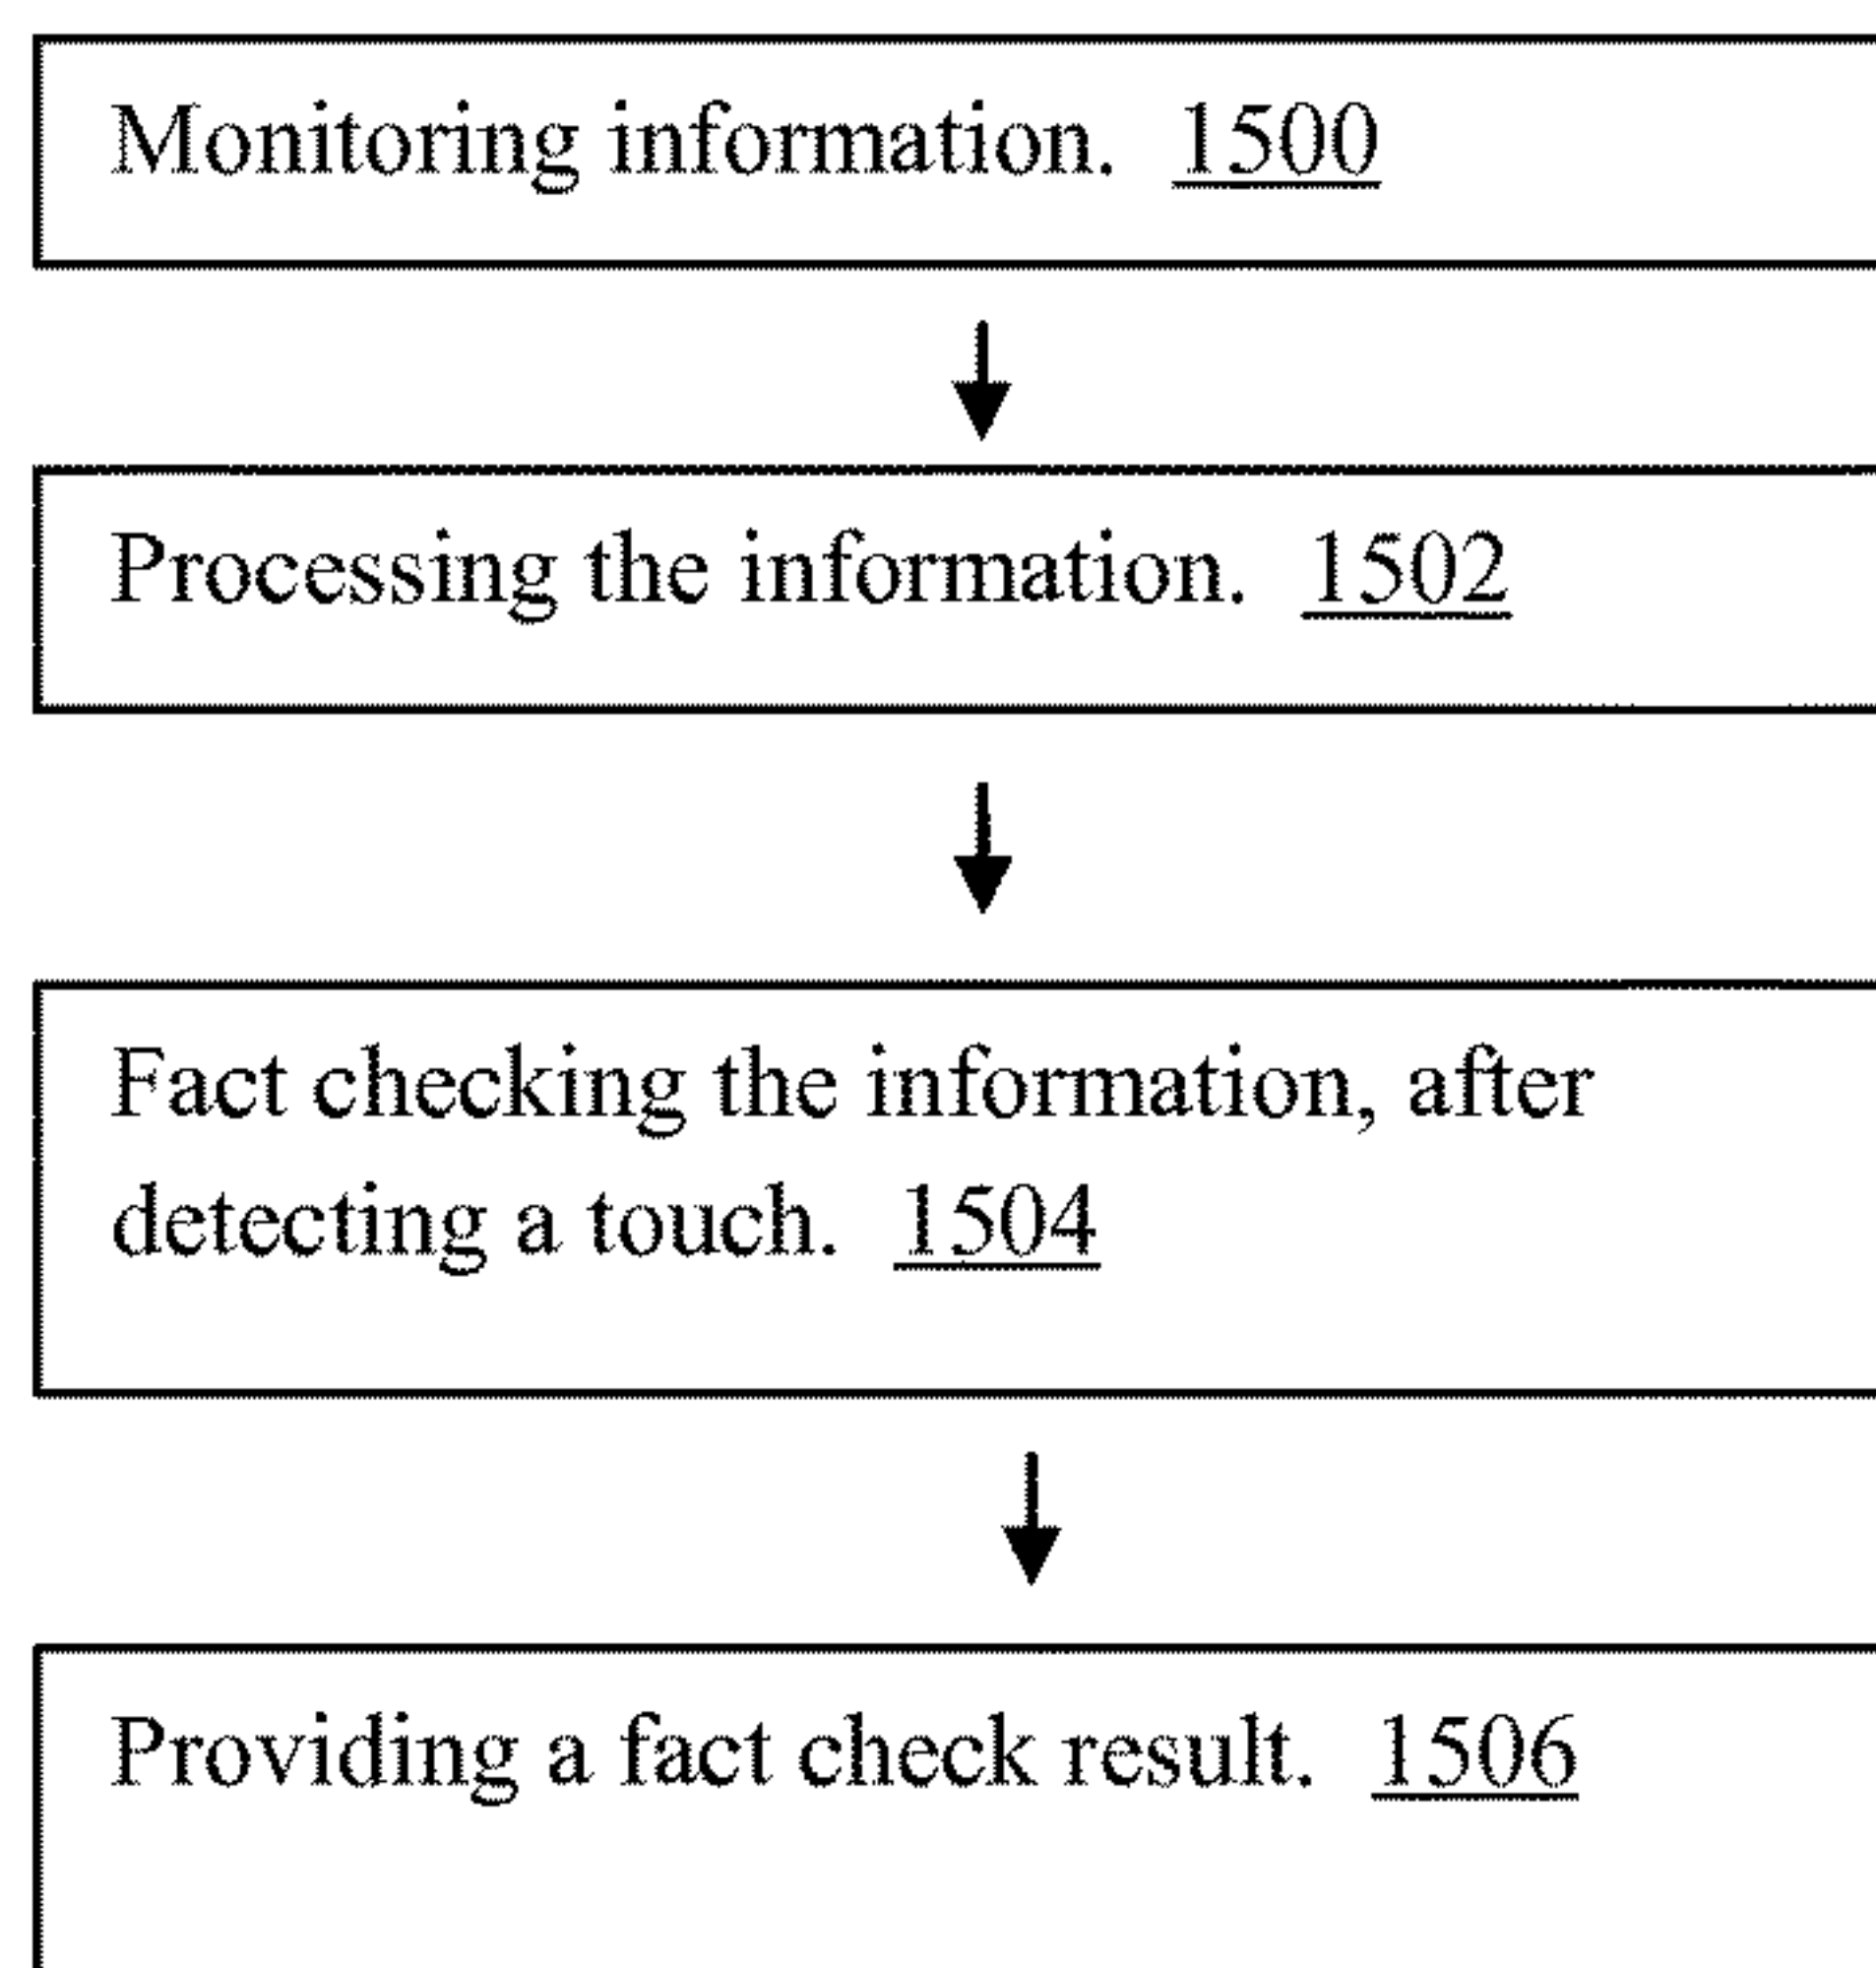 Monitoring information. 1500
Processing the information. 1502
Fact checking the information, after
detecting a touch. 1504
Providing a fact check result. 1506